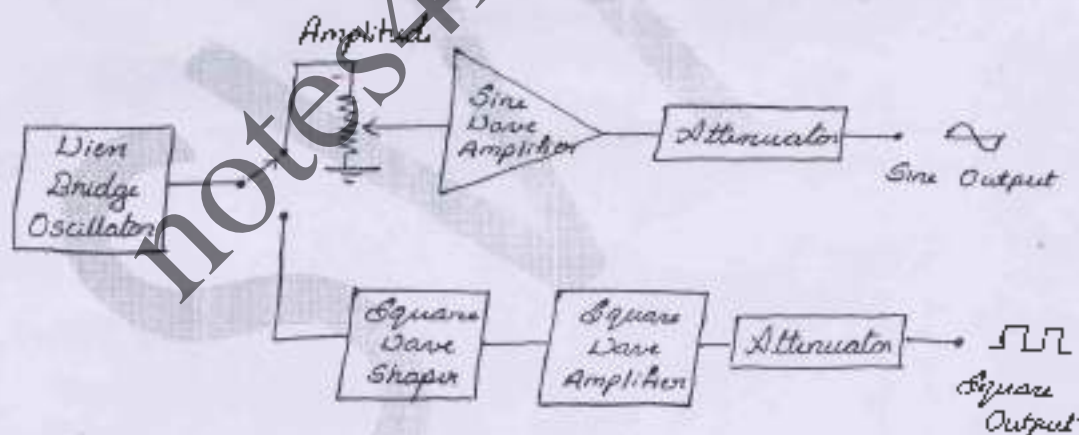 Amplitude
Wien
Bridge
Oscillator
Sine
Wave
Amplifier
Attenuator
Sine Output
Square
Wave
Shaper
Square
Wave
Amplifier
Attenuator
Square
Output
notes4